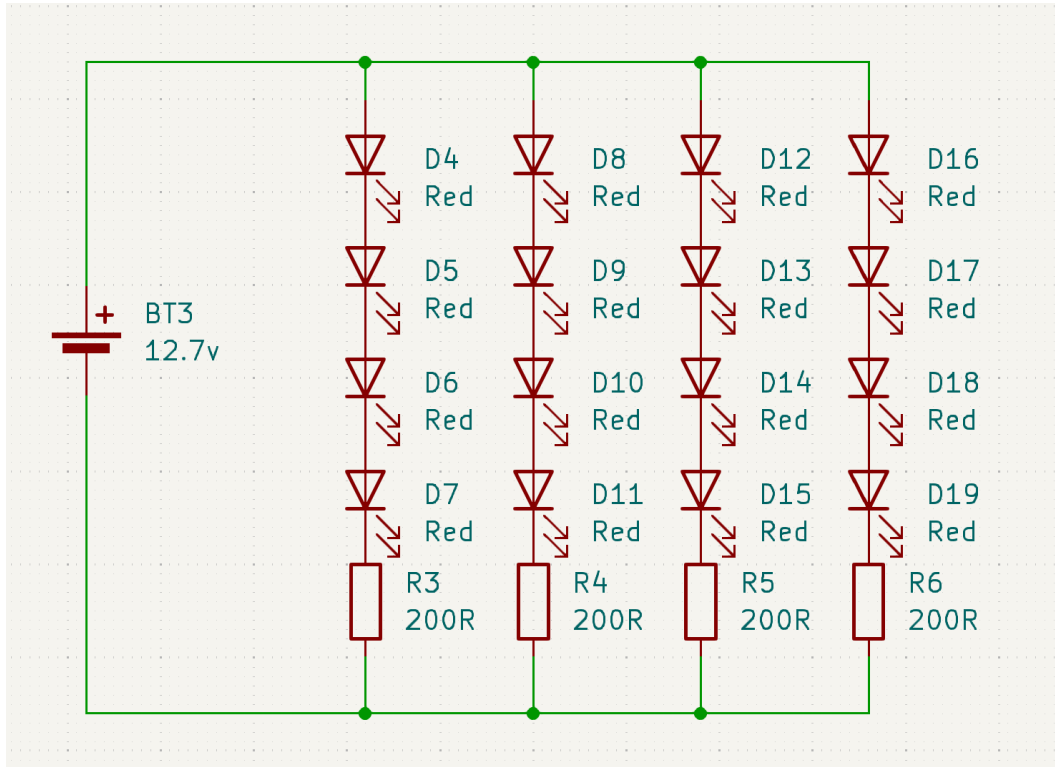 D4
Red
D8
Red
D12
Red
D16
Red
D5
Red
D9
Red
D13
Red
D17
Red
+
BT3
12.7v
D6
Red
D10
Red
D14
Red
D18
Red
D7
Red
D11
Red
D15
Red
D19
Red
R3
200R
R4
200R
R5
200R
R6
200R